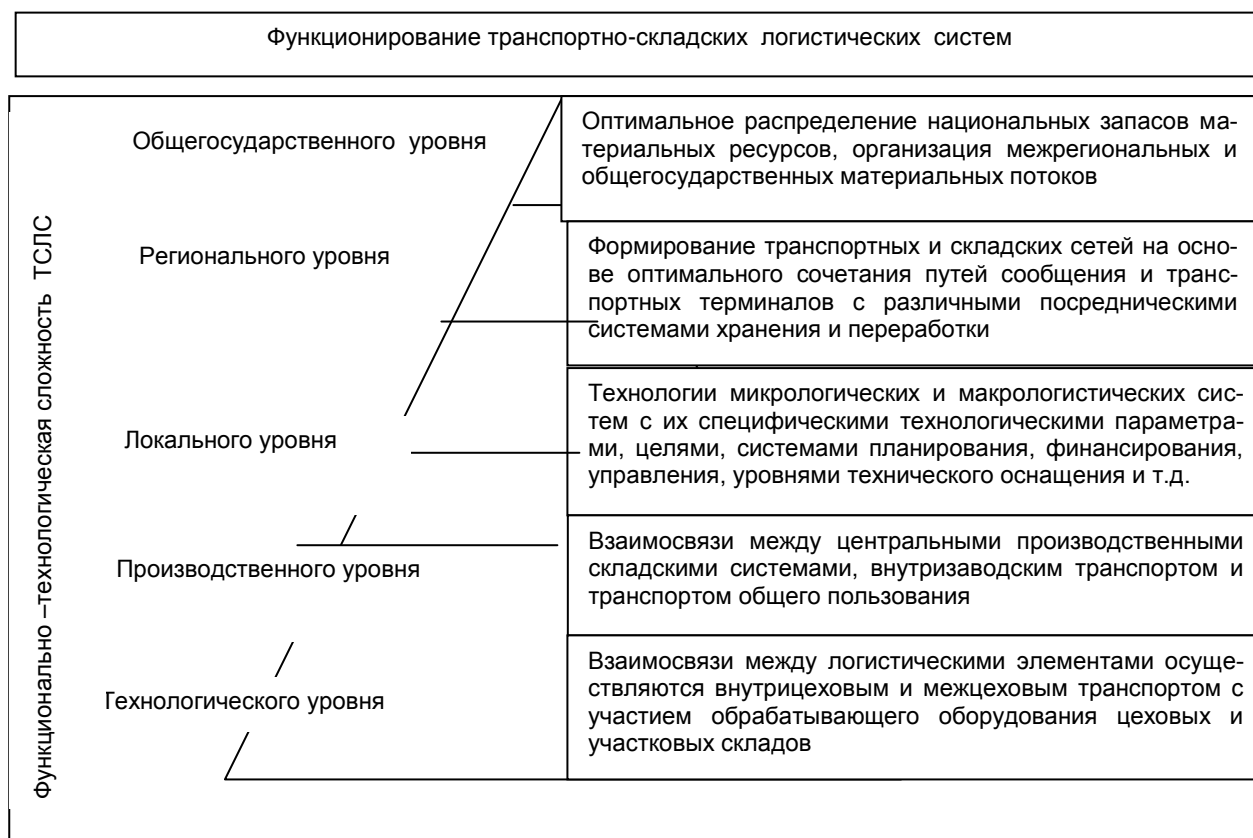 Функционирование транспортно-складских логистических систем
Функционально –технологическая сложность ТСЛС
Общегосударственного уровня
Оптимальное распределение национальных запасов ма-
териальных ресурсов, организация межрегиональных и
общегосударственных материальных потоков
Регионального уровня
Формирование транспортных и складских сетей на осно-
ве оптимального сочетания путей сообщения и транс-
портных терминалов с различными посредническими
системами хранения и переработки
Локального уровня
Технологии микрологических и макрологистических сис-
тем с их специфическими технологическими параметра-
ми, целями, системами планирования, финансирования,
управления, уровнями технического оснащения и т.д.
Производственного уровня
Взаимосвязи между центральными производственными
складскими системами, внутризаводским транспортом и
транспортом общего пользования
Технологического уровня
Взаимосвязи между логистическими элементами осуще-
ствляются внутрицеховым и межцеховым транспортом с
участием обрабатывающего оборудования цеховых и
участковых складов